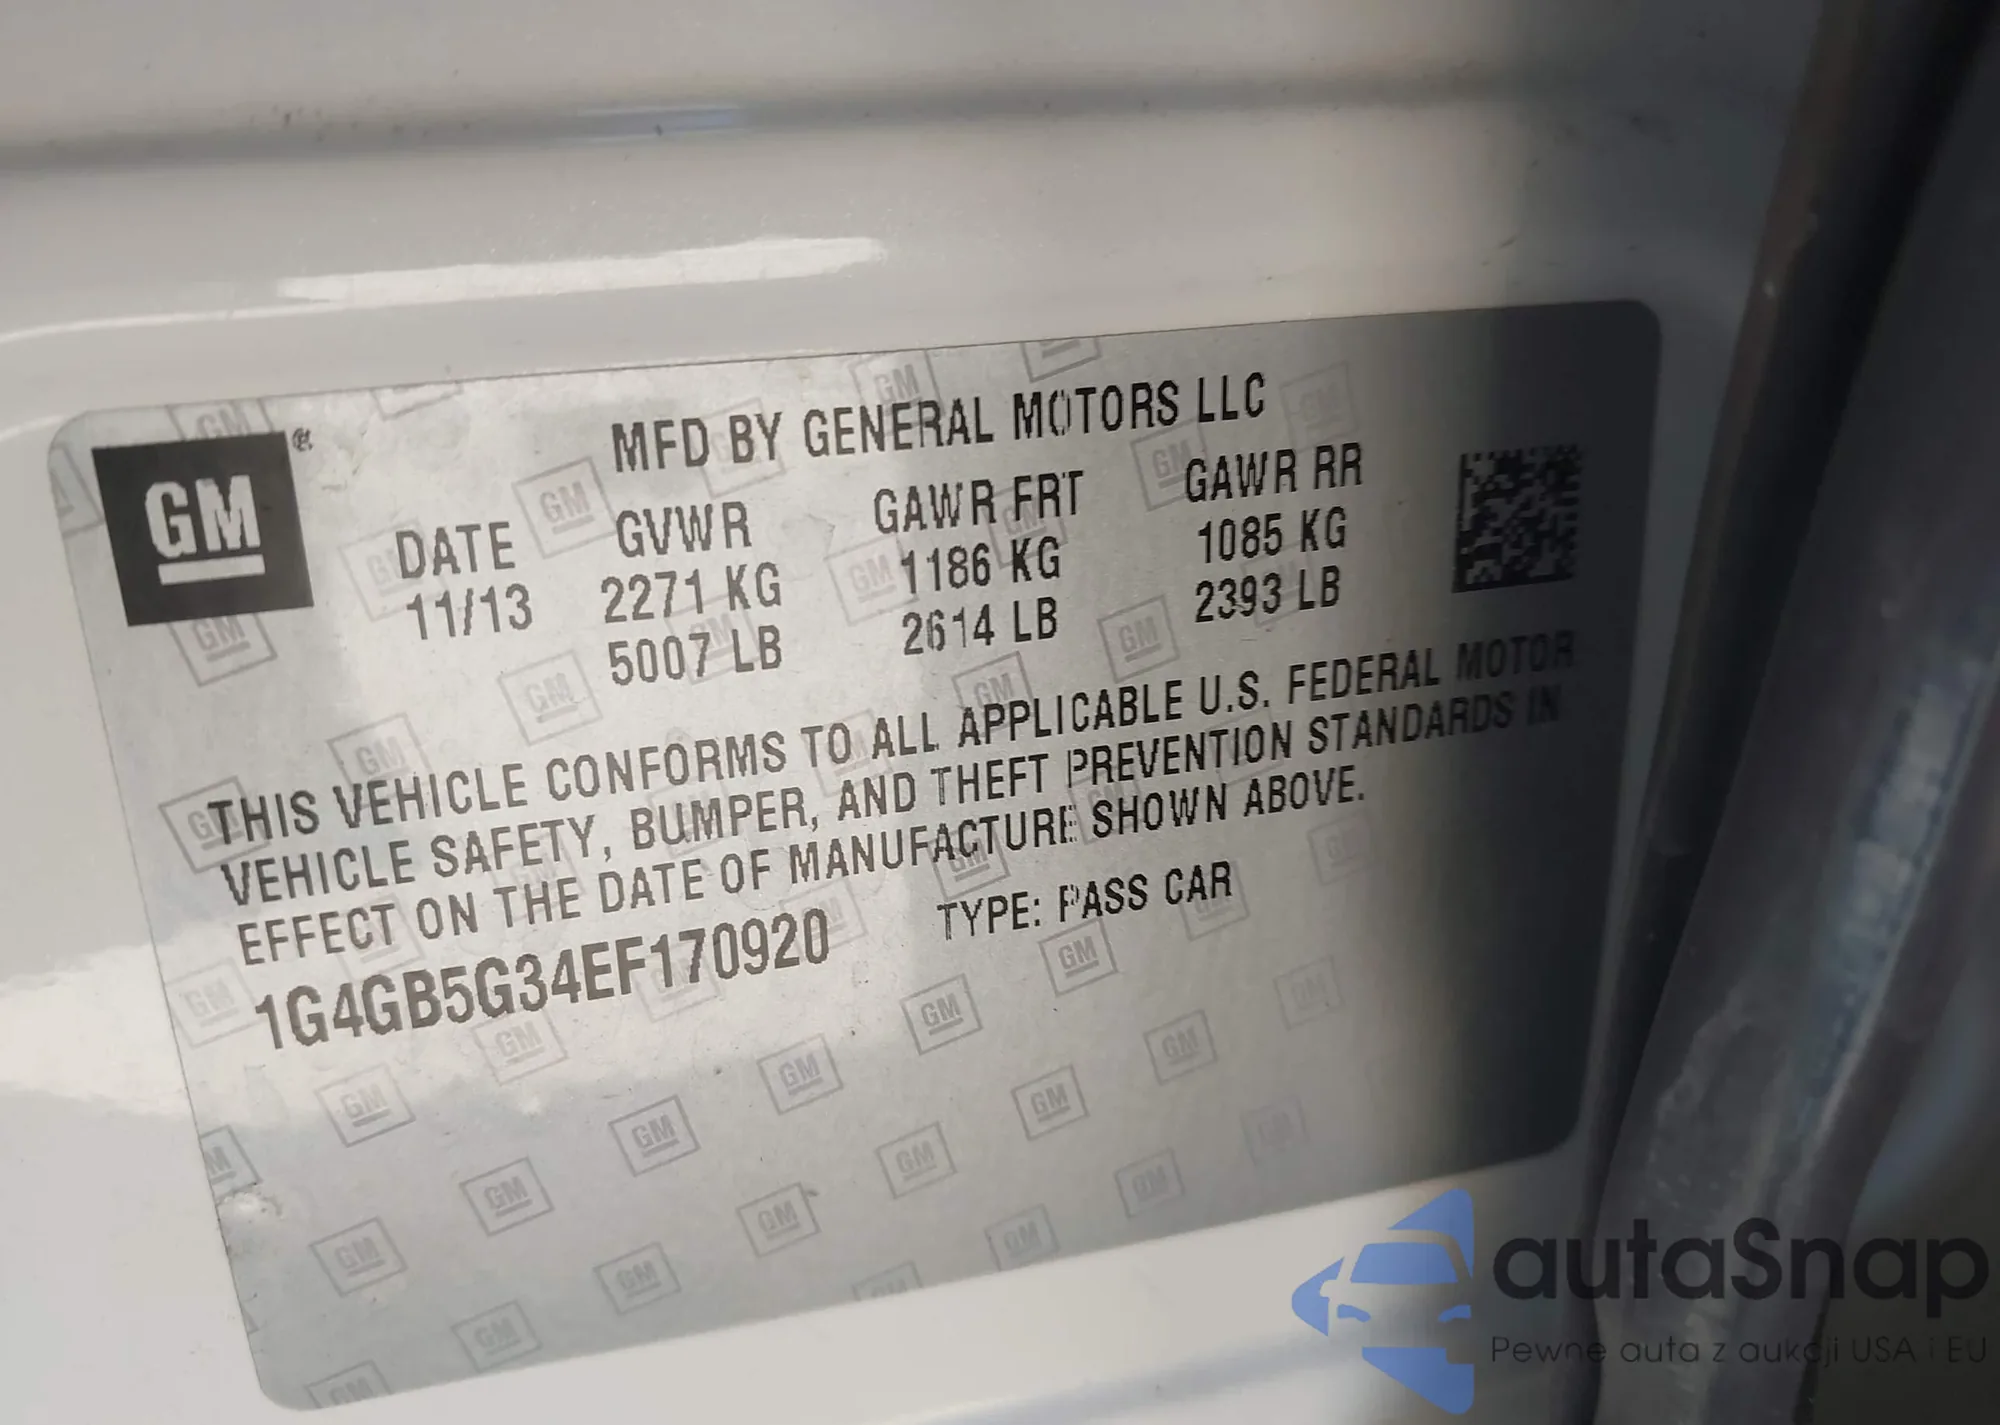 GM ®
MFD BY GENERAL MOTORS LLC
DATE GVWR GAWR FRT GAWR RR
11/13 2271 KG 1186 KG 1085 KG
5007 LB 2614 LB 2393 LB
THIS VEHICLE CONFORMS TO ALL APPLICABLE U.S. FEDERAL MOTOR
VEHICLE SAFETY, BUMPER, AND THEFT PREVENTION STANDARDS IN
EFFECT ON THE DATE OF MANUFACTURE SHOWN ABOVE.
1G4GB5G34EF170920 TYPE: PASS CAR
autaSnap
Pewne auta z aukcji USA i EU